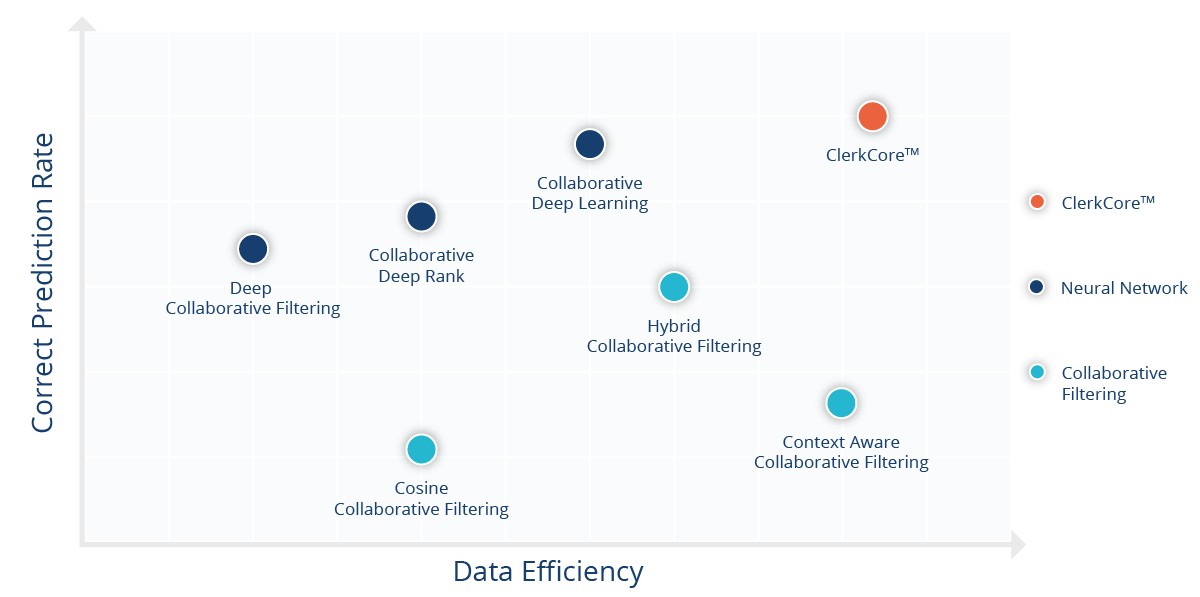 Correct Prediction Rate
ClerkCore™
Collaborative
Deep Learning
Collaborative
Deep Rank
Deep
Collaborative Filtering
Hybrid
Collaborative Filtering
Context Aware
Collaborative Filtering
Cosine
Collaborative Filtering
Data Efficiency
ClerkCore™
Neural Network
Collaborative
Filtering